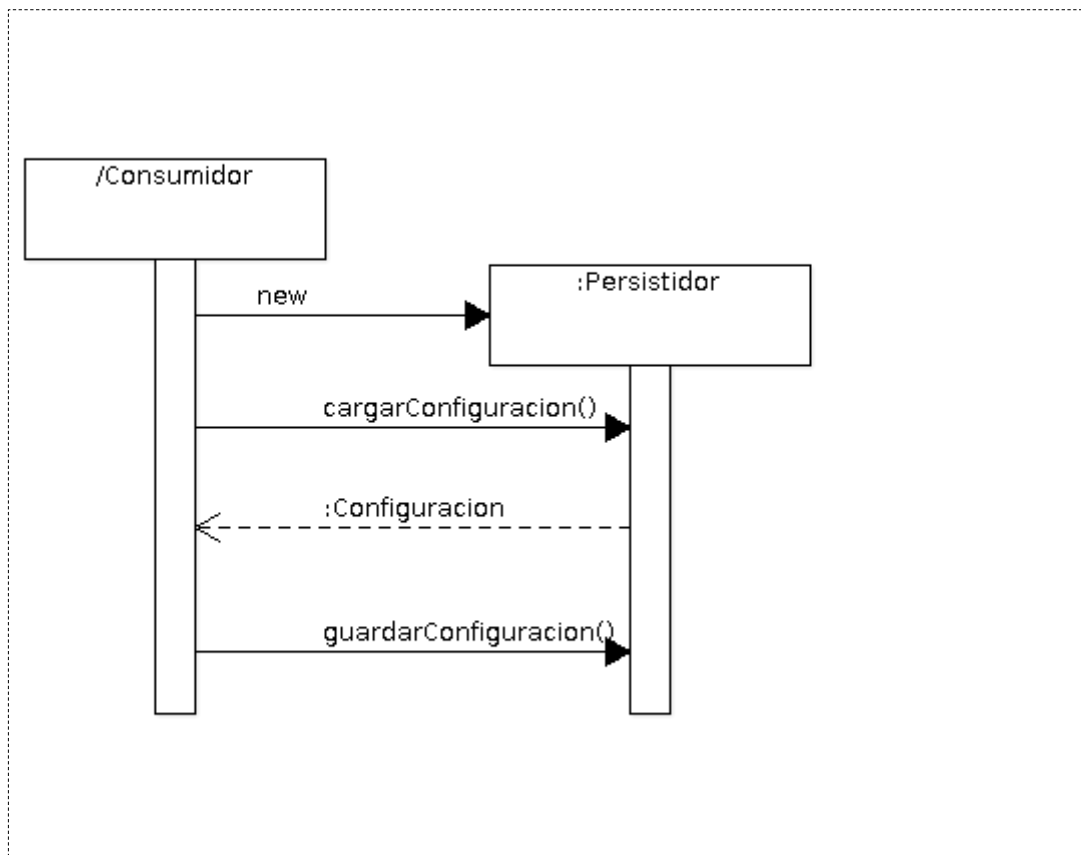 /Consumidor
:Persistidor
new
cargarConfiguracion()
:Configuracion
guardarConfiguracion()